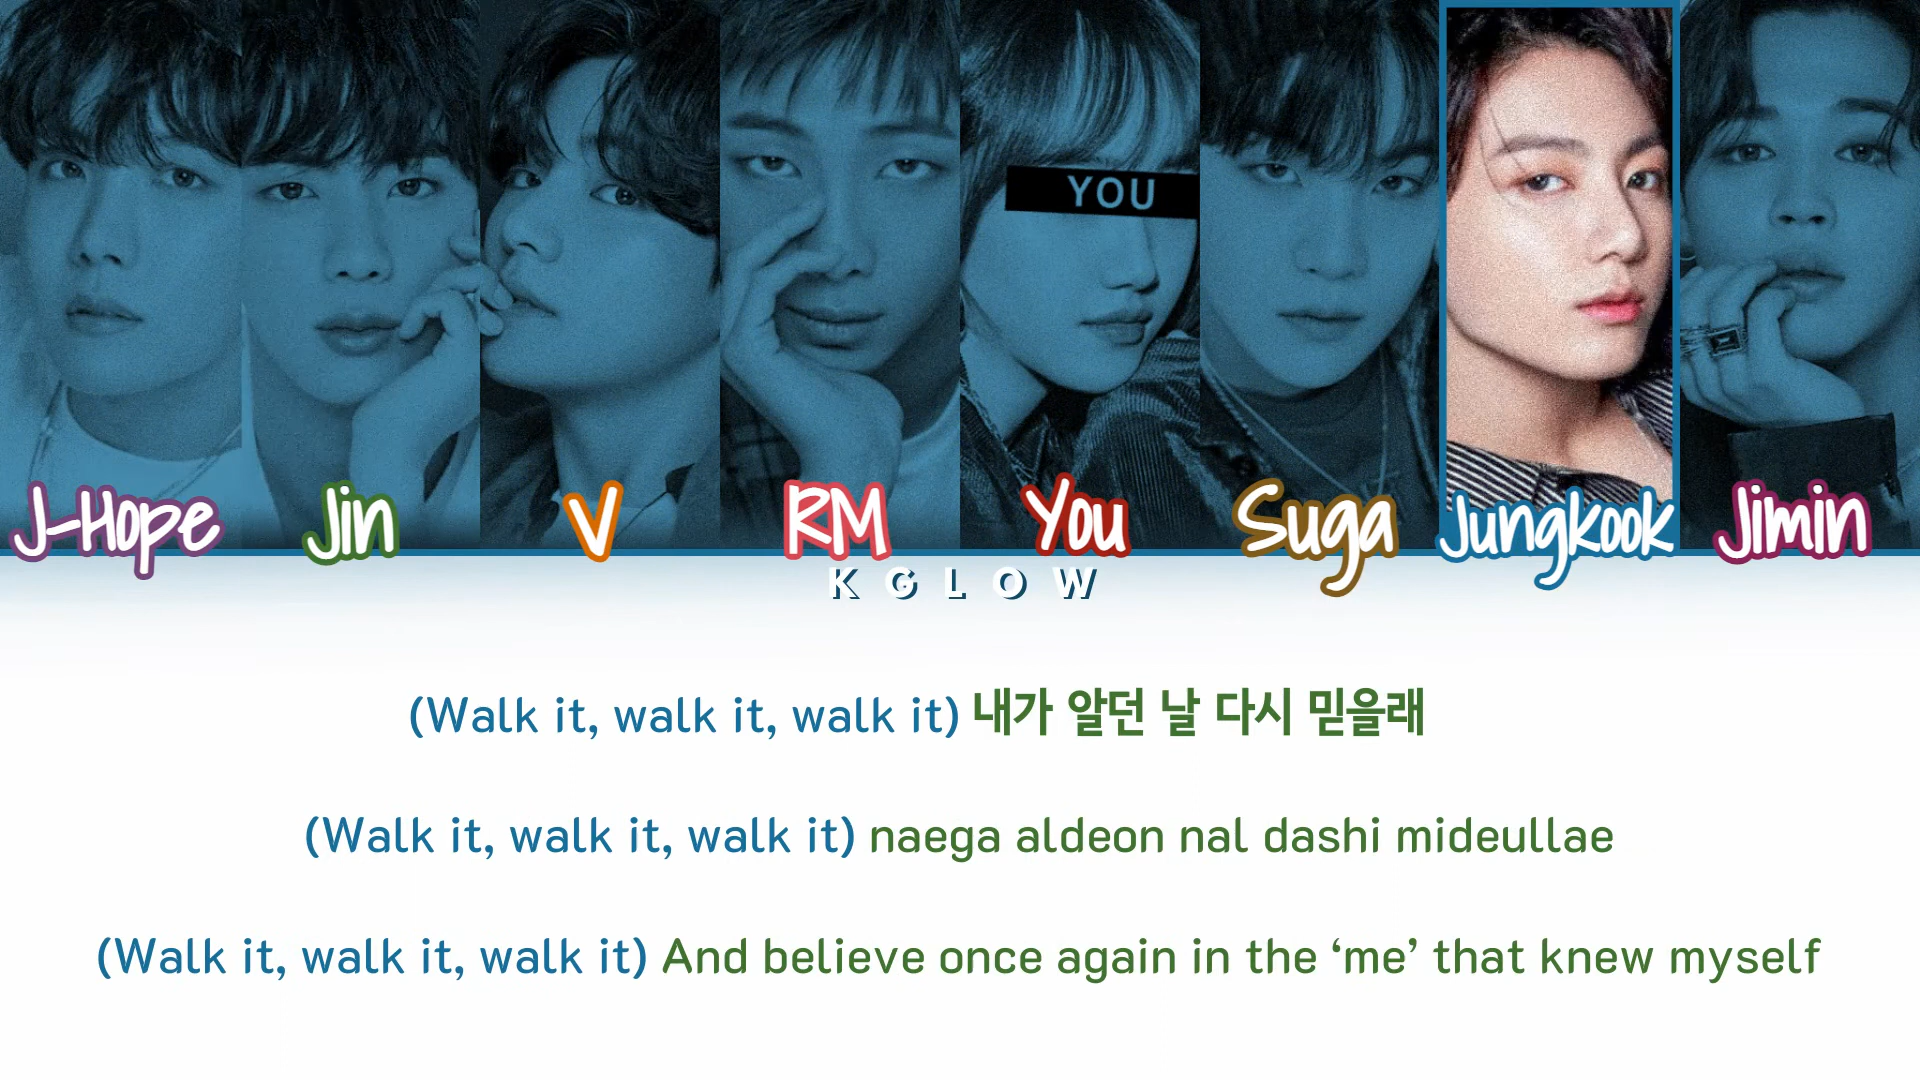 YOU
J-Hope Jin V RM You Suga Jungkook Jimin
KGLOW
(Walk it, walk it, walk it) 내가 알던 날 다시 믿을래
(Walk it, walk it, walk it) naega aldeon nal dashi mideullae
(Walk it, walk it, walk it) And believe once again in the ‘me’ that knew myself